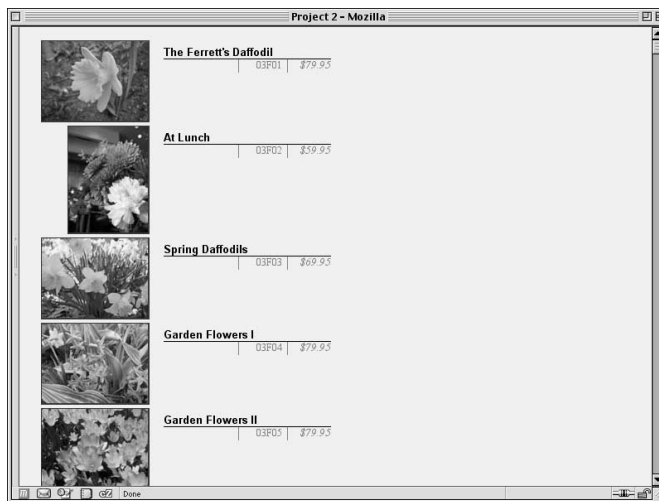 Project 2 - Mozilla
The Ferrett's Daffodil
03F01 $79.95
At Lunch
03F02 $59.95
Spring Daffodils
03F03 $69.95
Garden Flowers I
03F04 $79.95
Garden Flowers II
03F05 $79.95
Done